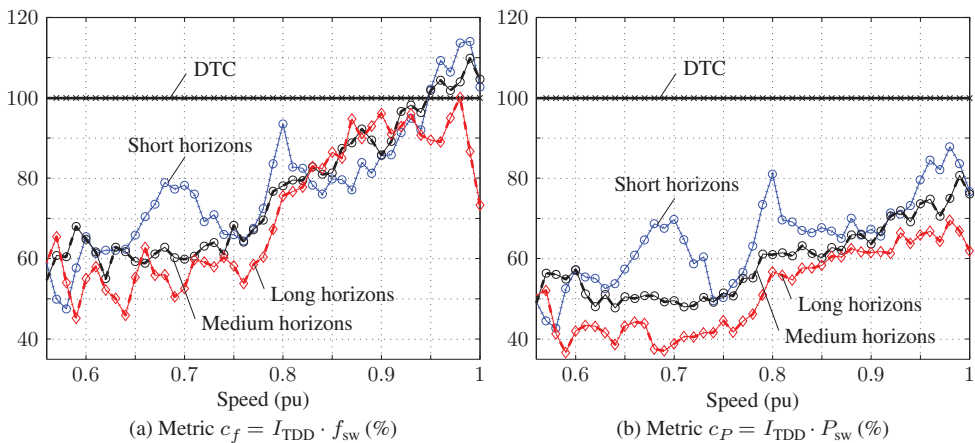 120
100
80
60
40
DTC
Short horizons
Long horizons
Medium horizons
0.6 0.7 0.8 0.9 1
Speed (pu)
(a) Metric c_f = I_TDD · f_sw (%)
120
100
80
60
40
DTC
Short horizons
Long horizons
Medium horizons
0.6 0.7 0.8 0.9 1
Speed (pu)
(b) Metric c_P = I_TDD · P_sw (%)